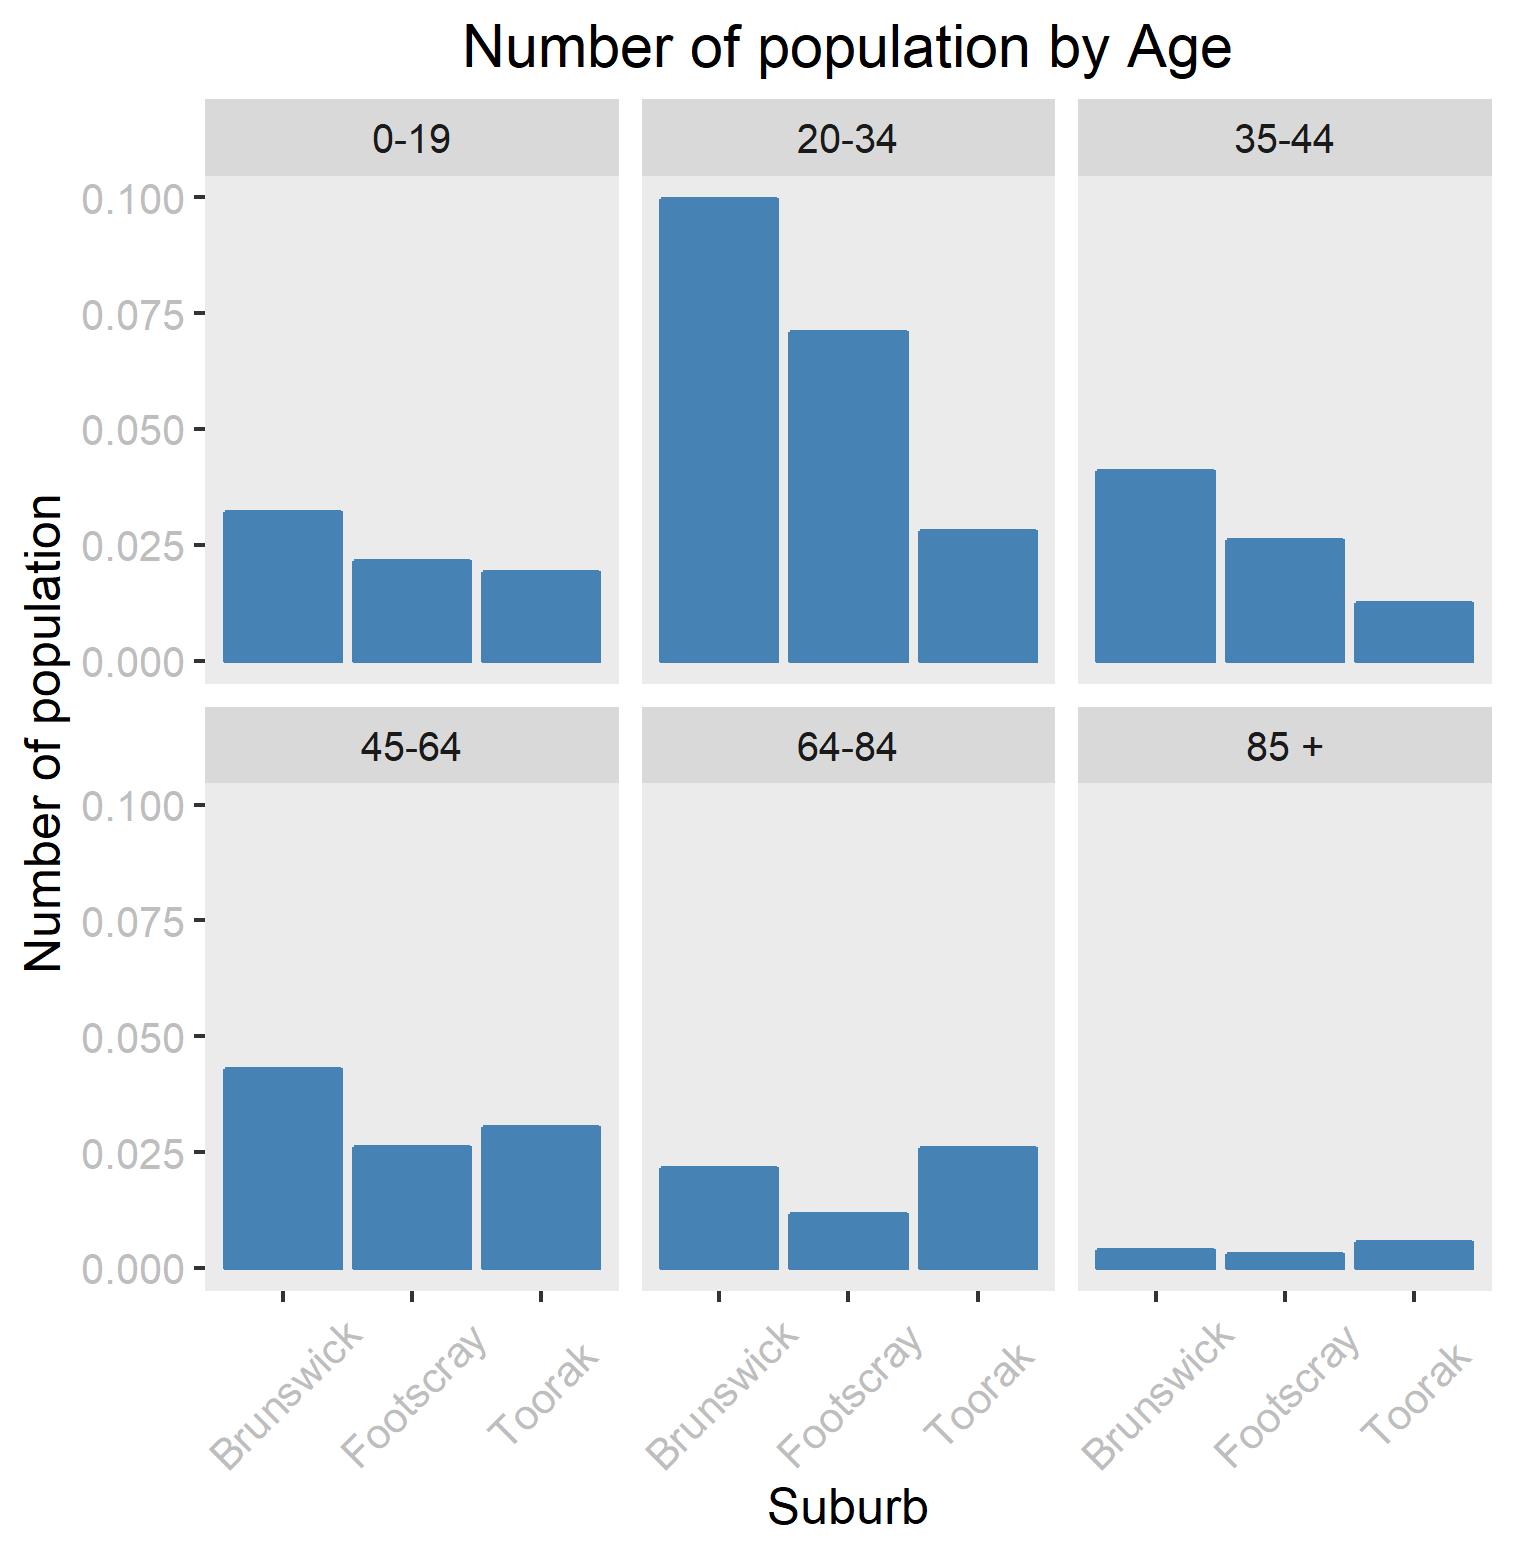 Number of population by Age
0-19
20-34
35-44
0.100
0.075
0.050
0.025
0.000
45-64
64-84
85 +
0.100
0.075
0.050
0.025
0.000
Number of population
Brunswick
Footscray
Toorak
Brunswick
Footscray
Toorak
Brunswick
Footscray
Toorak
Suburb